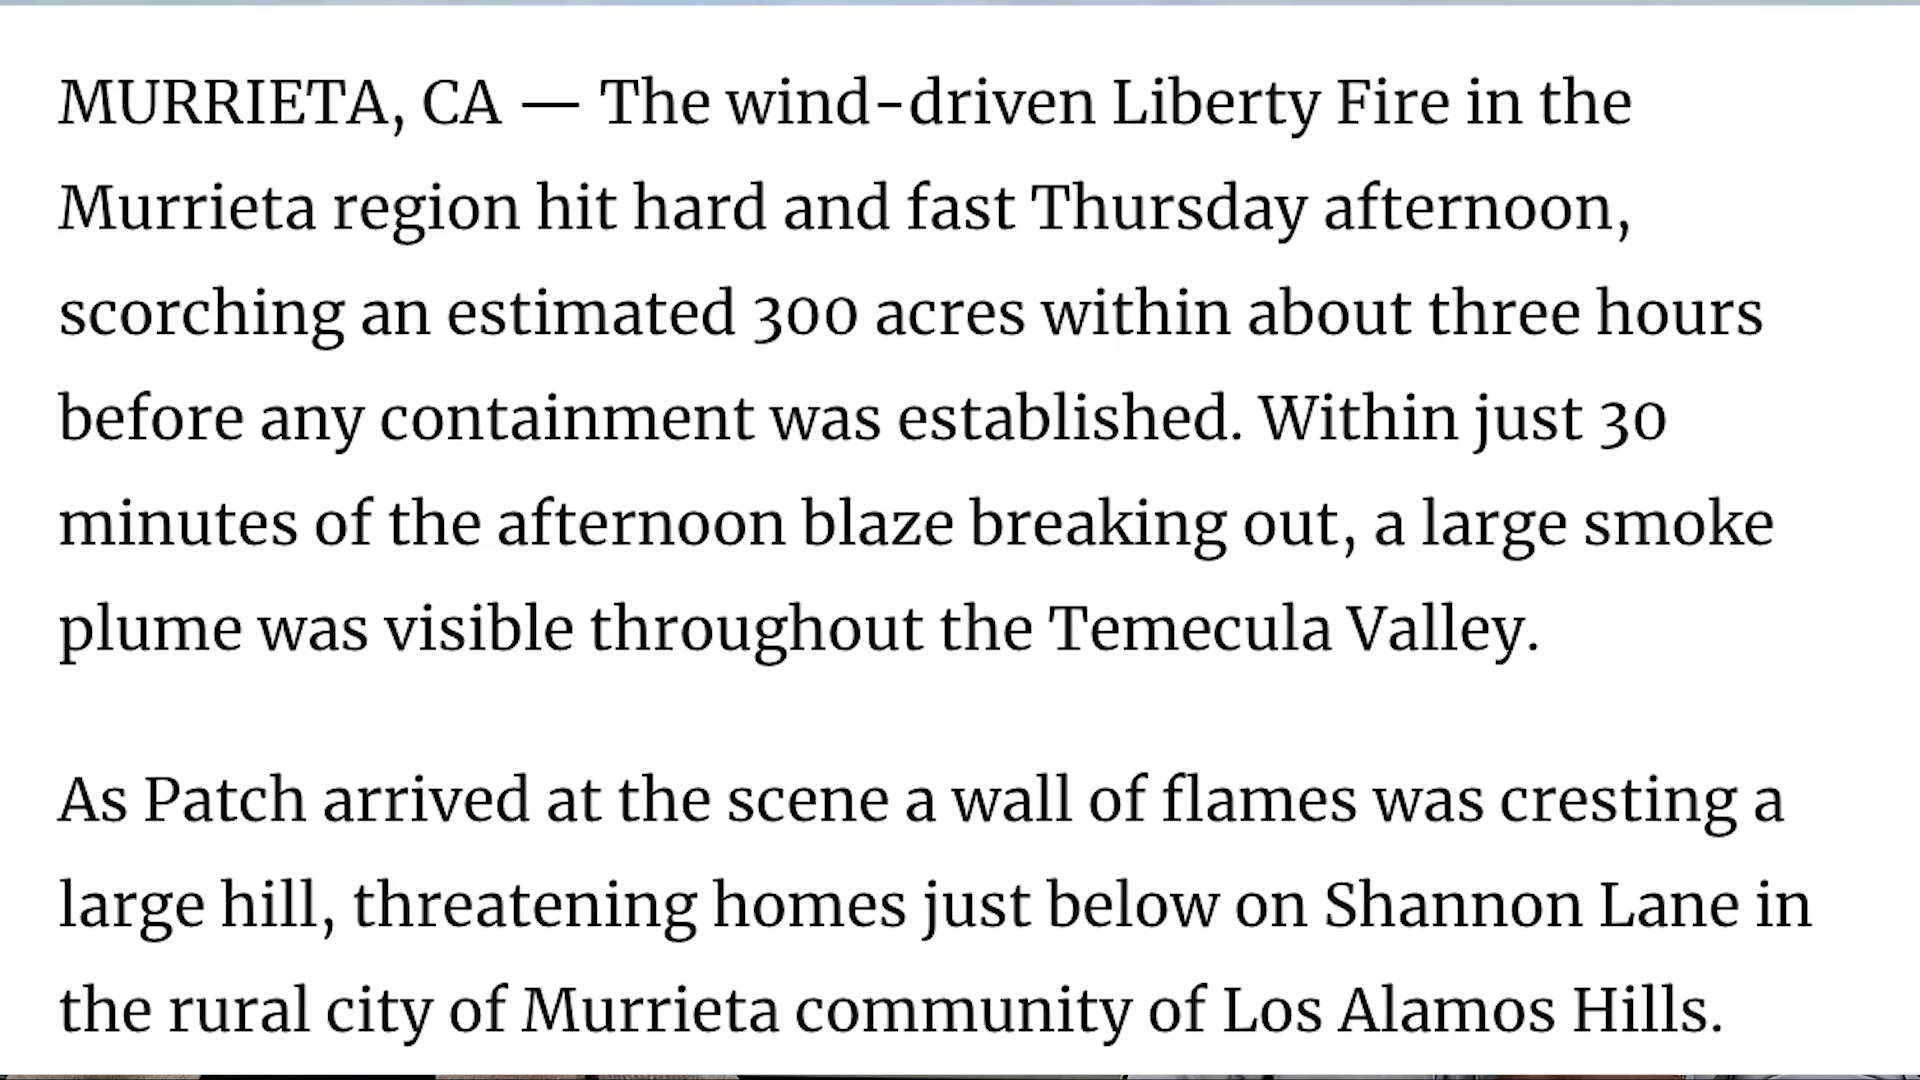 MURRIETA, CA — The wind-driven Liberty Fire in the
Murrieta region hit hard and fast Thursday afternoon,
scorching an estimated 300 acres within about three hours
before any containment was established. Within just 30
minutes of the afternoon blaze breaking out, a large smoke
plume was visible throughout the Temecula Valley.
As Patch arrived at the scene a wall of flames was cresting a
large hill, threatening homes just below on Shannon Lane in
the rural city of Murrieta community of Los Alamos Hills.